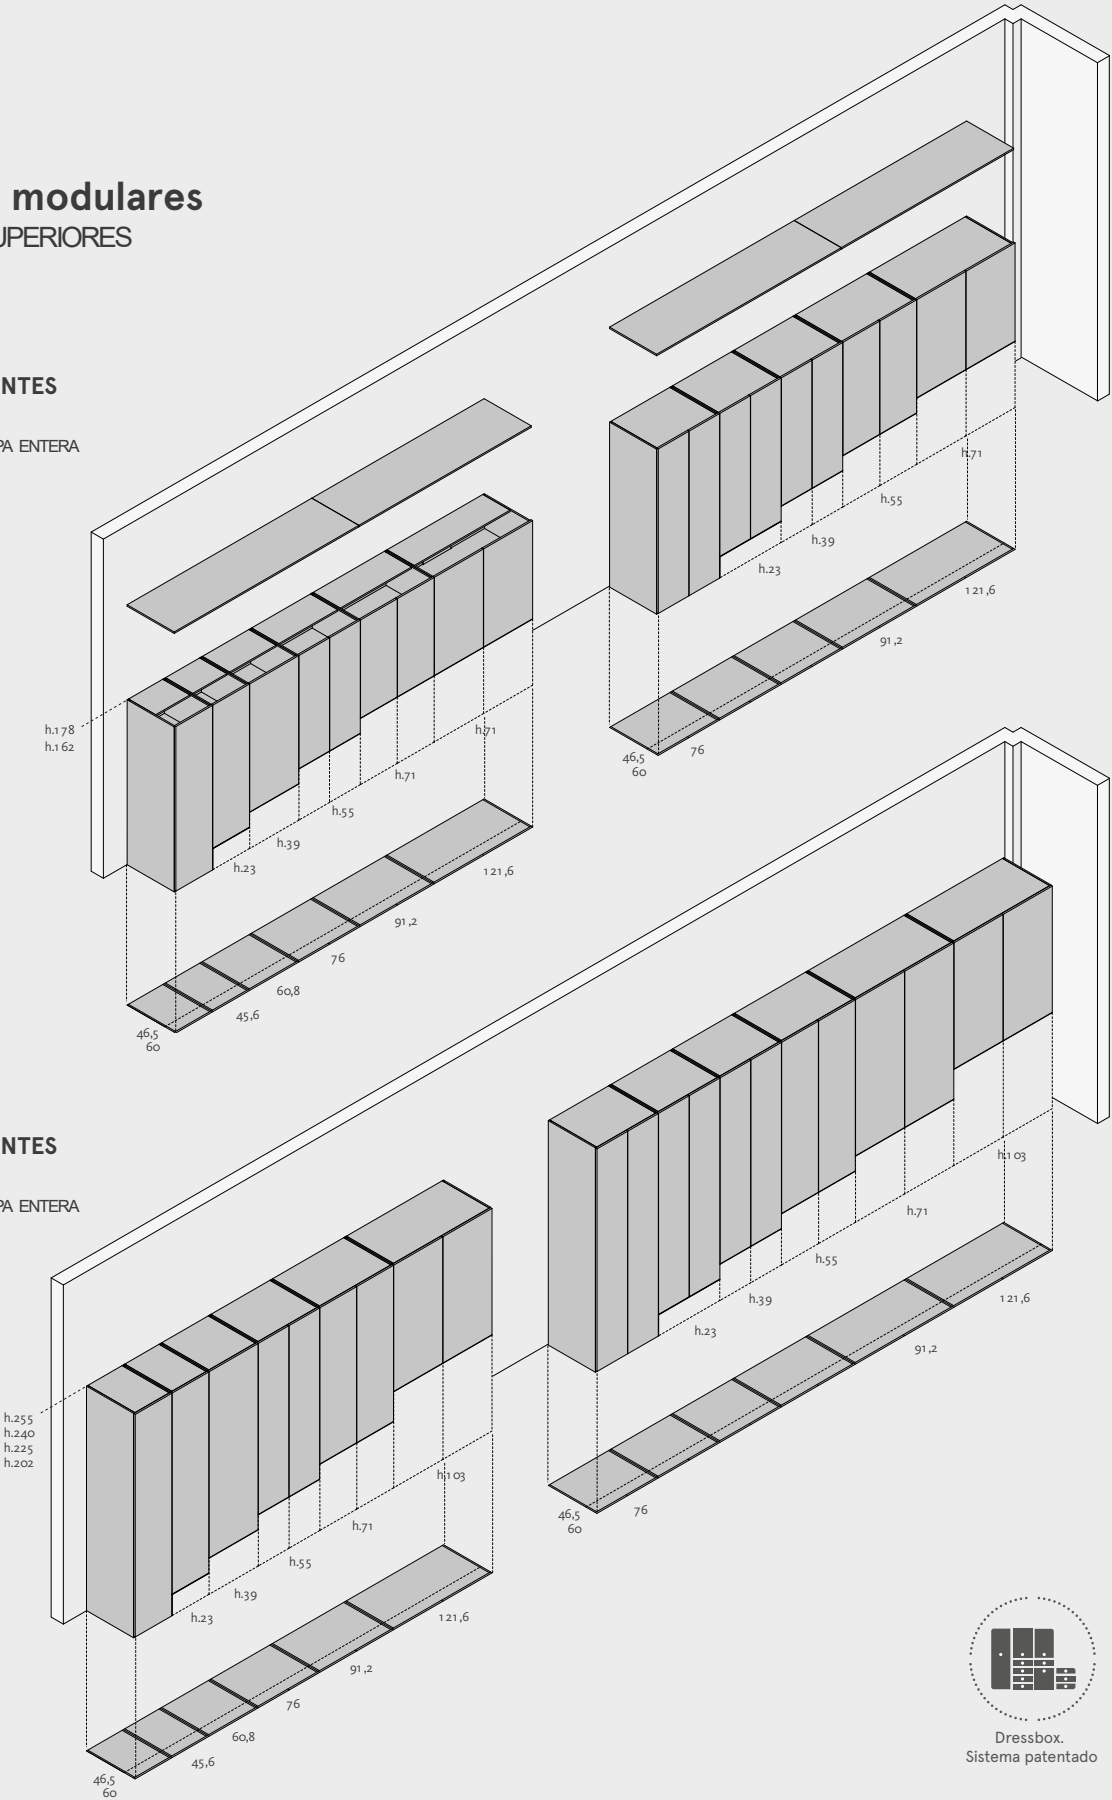 modulares
UPERIORES
NTES
PA ENTERA
h.71
h.55
h.39
h.23
121,6
91,2
76
46,5
60
h.178
h.162
h.71
h.71
h.55
h.39
h.23
121,6
91,2
76
60,8
45,6
46,5
60
NTES
PA ENTERA
h.103
h.71
h.55
h.39
h.23
121,6
91,2
76
46,5
60
h.255
h.240
h.225
h.202
h.103
h.71
h.55
h.39
h.23
121,6
91,2
76
60,8
45,6
46,5
60
Dressbox.
Sistema patentado